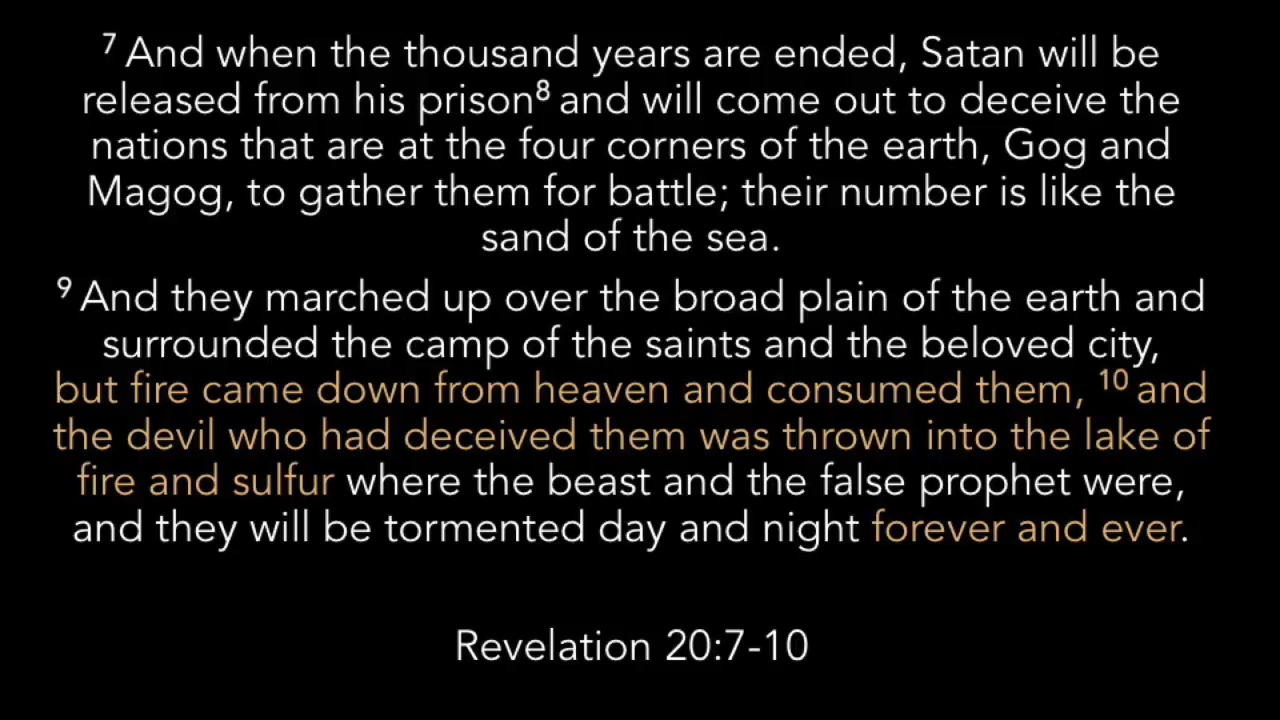 7 And when the thousand years are ended, Satan will be
released from his prison8 and will come out to deceive the
nations that are at the four corners of the earth, Gog and
Magog, to gather them for battle; their number is like the
sand of the sea.
9 And they marched up over the broad plain of the earth and
surrounded the camp of the saints and the beloved city,
but fire came down from heaven and consumed them, 10 and
the devil who had deceived them was thrown into the lake of
fire and sulfur where the beast and the false prophet were,
and they will be tormented day and night forever and ever.
Revelation 20:7-10